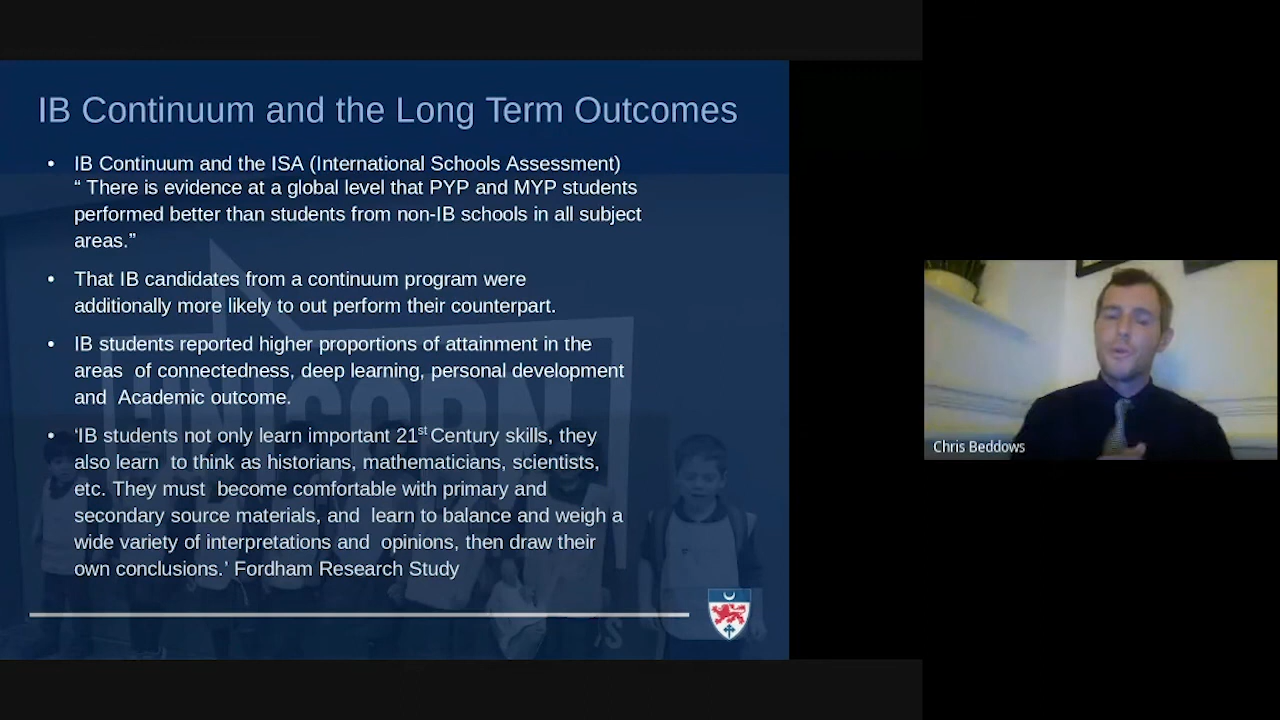 IB Continuum and the Long Term Outcomes
• IB Continuum and the ISA (International Schools Assessment)
“ There is evidence at a global level that PYP and MYP students
performed better than students from non-IB schools in all subject
areas.”
• That IB candidates from a continuum program were
additionally more likely to out perform their counterpart.
• IB students reported higher proportions of attainment in the
areas of connectedness, deep learning, personal development
and Academic outcome.
• ‘IB students not only learn important 21st Century skills, they
also learn to think as historians, mathematicians, scientists,
etc. They must become comfortable with primary and
secondary source materials, and learn to balance and weigh a
wide variety of interpretations and opinions, then draw their
own conclusions.’ Fordham Research Study
Chris Beddows